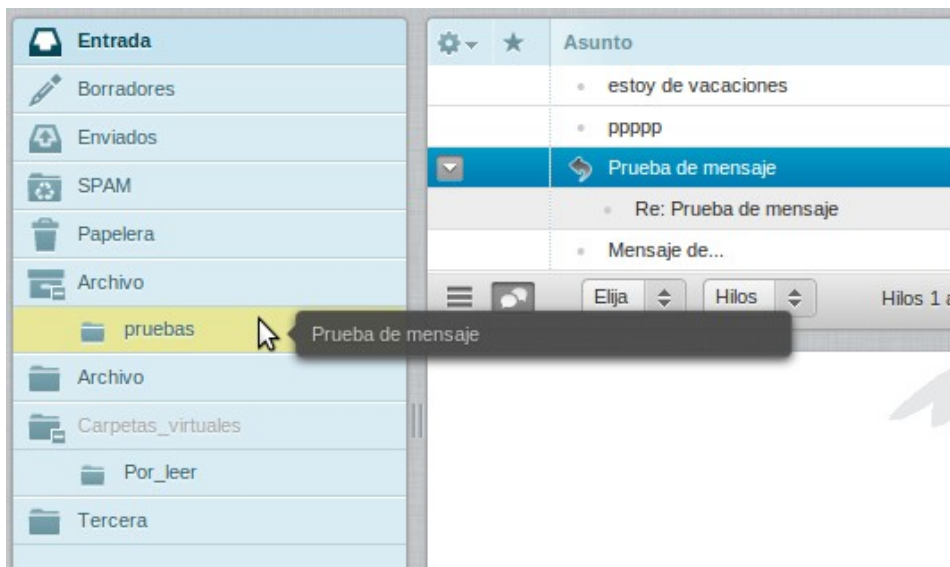 Entrada
Borradores
Enviados
SPAM
Papelera
Archivo
pruebas
Archivo
Carpetas_virtuales
Por_leer
Tercera
Asunto
estoy de vacaciones
ppppp
Prueba de mensaje
Re: Prueba de mensaje
Mensaje de...
Elija Hilos Hilos 1 a
Prueba de mensaje